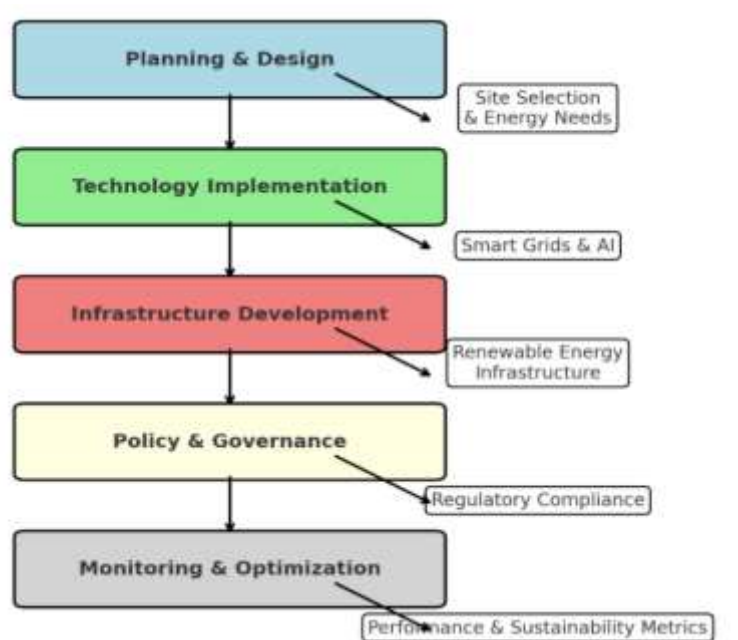 Planning & Design
Site Selection
& Energy Needs
Technology Implementation
Smart Grids & AI
Infrastructure Development
Renewable Energy
Infrastructure
Policy & Governance
Regulatory Compliance
Monitoring & Optimization
Performance & Sustainability Metrics